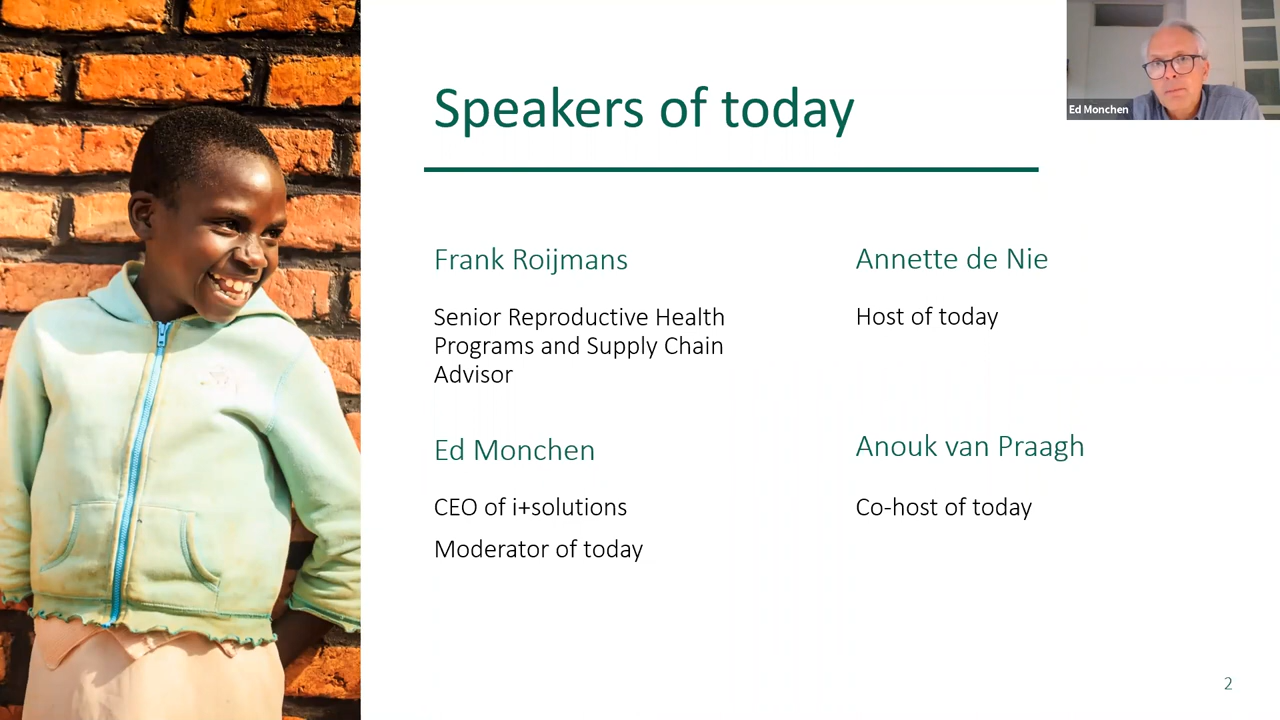 Speakers of today
Ed Monchen
Frank Roijmans
Senior Reproductive Health
Programs and Supply Chain
Advisor
Annette de Nie
Host of today
Ed Monchen
CEO of i+solutions
Moderator of today
Anouk van Praagh
Co-host of today
2